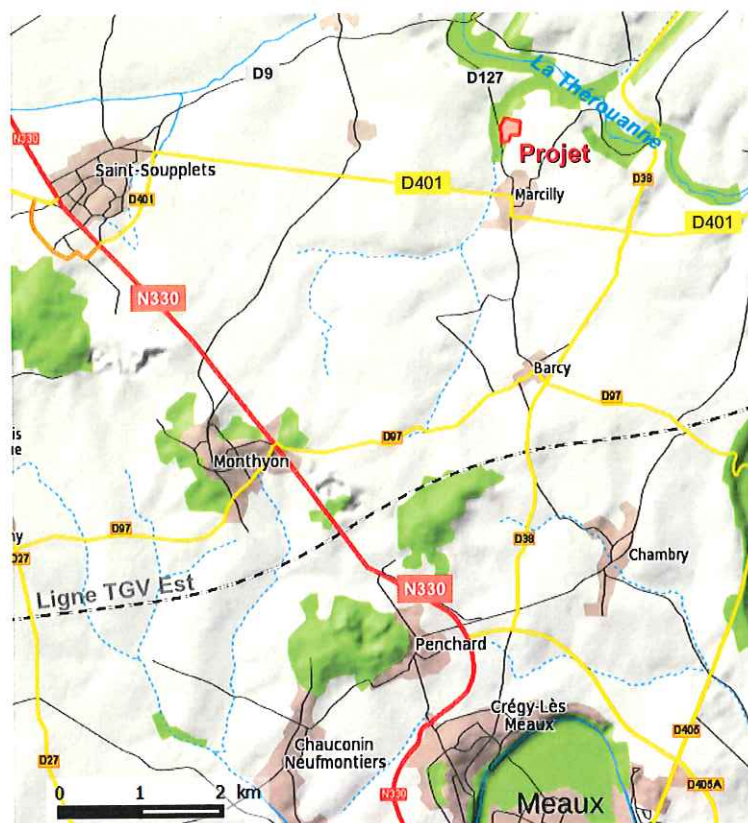 D9
D127
La Thérouanne
N330
Projet
Saint-Soupplets
D401
D38
D401
Marcilly
D401
N330
Barcy
D97
D97
Monthyon
D97
D27
D38
Chambry
Ligne TGV Est
N330
Penchard
Crégy-Lès
Méaux
D405
Chauconin
Neufmontiers
D27
D405A
0 1 2 km
N330
Meaux